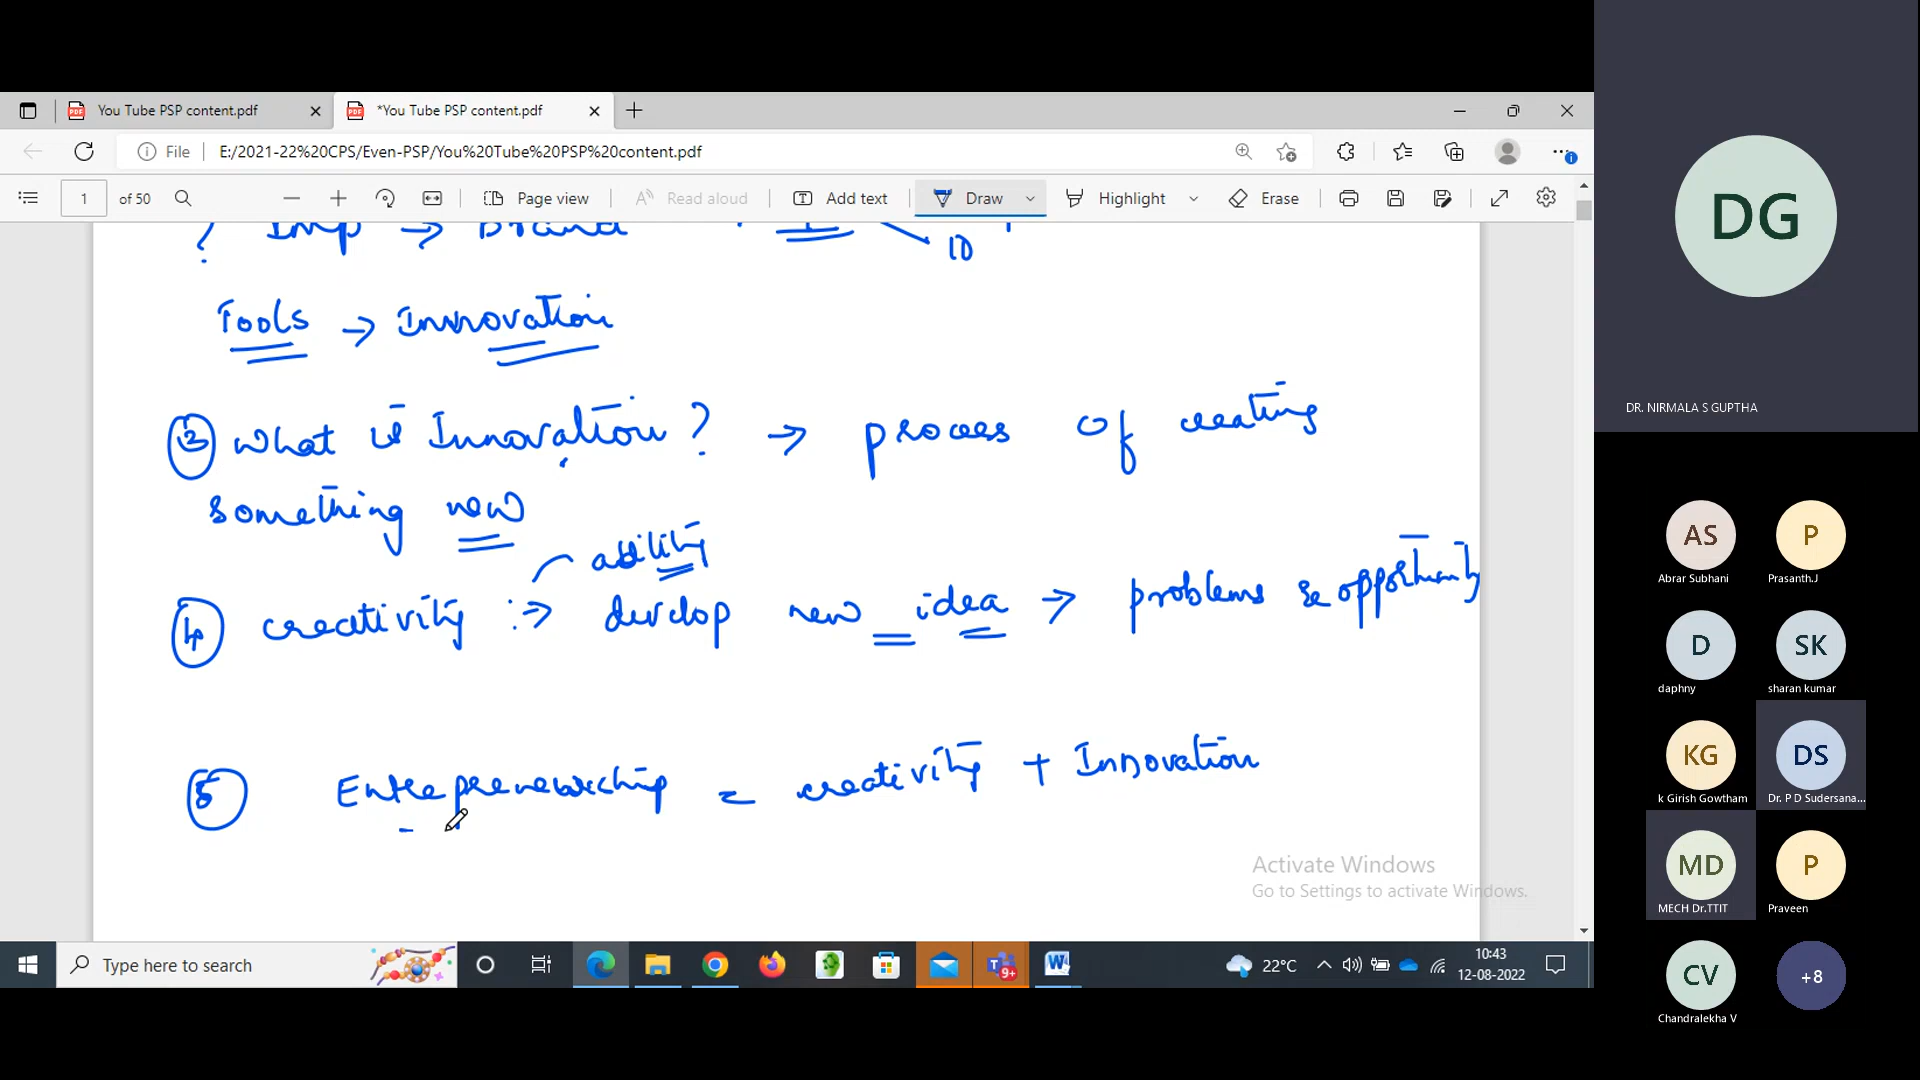 You Tube PSP content.pdf
*You Tube PSP content.pdf
File
E:/2021-22%20CPS/Even-PSP/You%20Tube%20PSP%20content.pdf
1 of 50
Page view
Read aloud
Add text
Draw
Highlight
Erase
? Imp → Brand
10
Tools → Innovation
3 What is Innovation? → process of creating
something new
ability
4 creativity :→ develop new idea → problems & opportunity
5 Entrepreneurship = creativity + Innovation
Activate Windows
Go to Settings to activate Windows.
Type here to search
9+
22°C
10:43
12-08-2022
DG
DR. NIRMALA S GUPTHA
AS
Abrar Subhani
P
Prasanth.J
D
daphny
SK
sharan kumar
KG
k Girish Gowtham
DS
Dr. P D Sudersana...
MD
MECH Dr.TTIT
P
Praveen
CV
Chandralekha V
+8